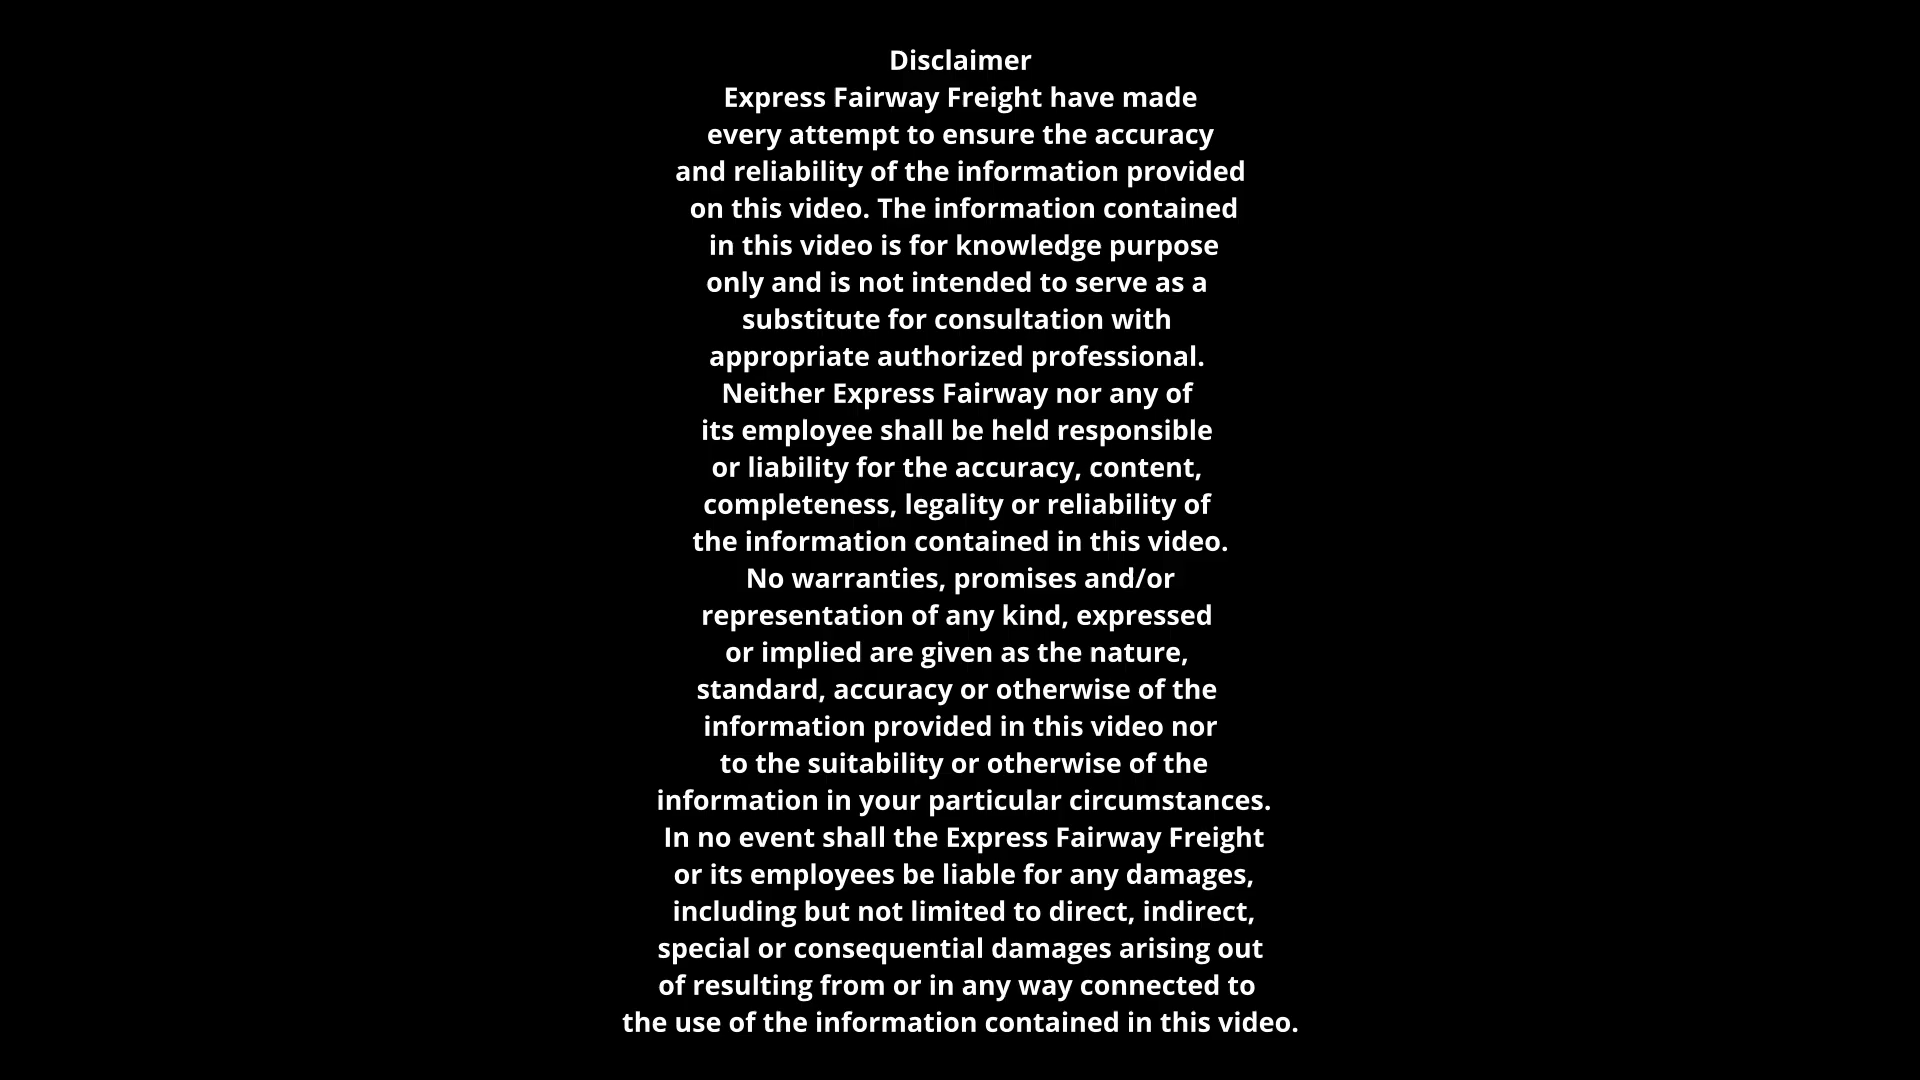 Disclaimer
Express Fairway Freight have made
every attempt to ensure the accuracy
and reliability of the information provided
on this video. The information contained
in this video is for knowledge purpose
only and is not intended to serve as a
substitute for consultation with
appropriate authorized professional.
Neither Express Fairway nor any of
its employee shall be held responsible
or liability for the accuracy, content,
completeness, legality or reliability of
the information contained in this video.
No warranties, promises and/or
representation of any kind, expressed
or implied are given as the nature,
standard, accuracy or otherwise of the
information provided in this video nor
to the suitability or otherwise of the
information in your particular circumstances.
In no event shall the Express Fairway Freight
or its employees be liable for any damages,
including but not limited to direct, indirect,
special or consequential damages arising out
of resulting from or in any way connected to
the use of the information contained in this video.